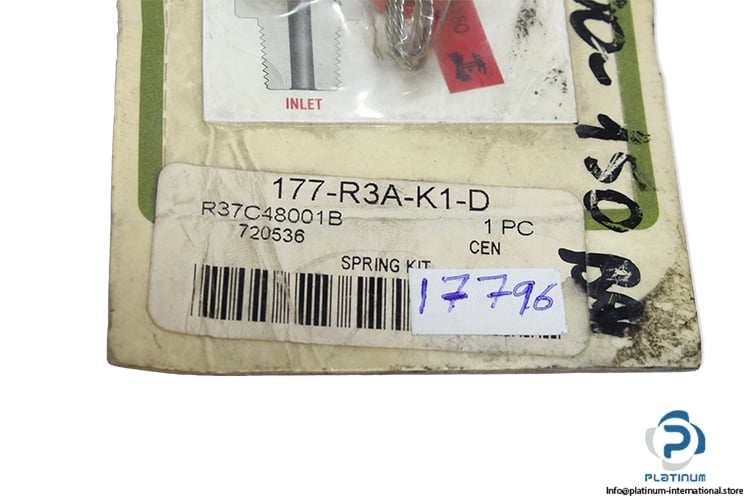 INLET
177-R3A-K1-D
R37C48001B
1 PC
720536
CEN
SPRING KIT
17796
PLATINUM
Info@platinum-international.store